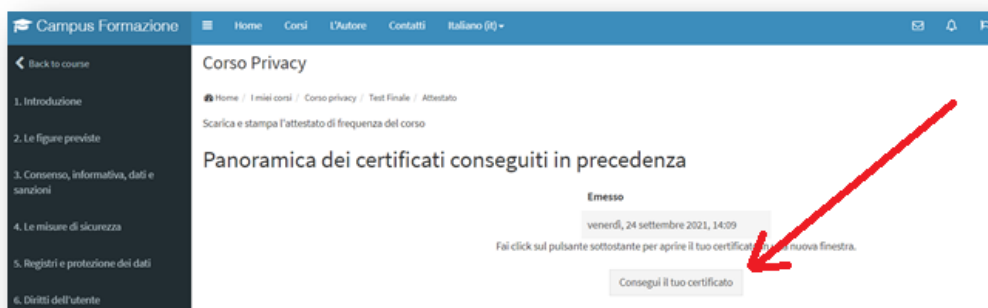 Campus Formazione
Home Corsi L'Autore Contatti Italiano (it)
Back to course
1. Introduzione
2. Le figure previste
3. Consenso, informativa, dati e
sanzioni
4. Le misure di sicurezza
5. Registri e protezione dei dati
6. Diritti dell'utente
Corso Privacy
Home / I miei corsi / Corso privacy / Test Finale / Attestato
Scarica e stampa l'attestato di frequenza del corso
Panoramica dei certificati conseguiti in precedenza
Emesso
venerdì, 24 settembre 2021, 14:09
Fai click sul pulsante sottostante per aprire il tuo certificato nuova finestra.
Consegui il tuo certificato